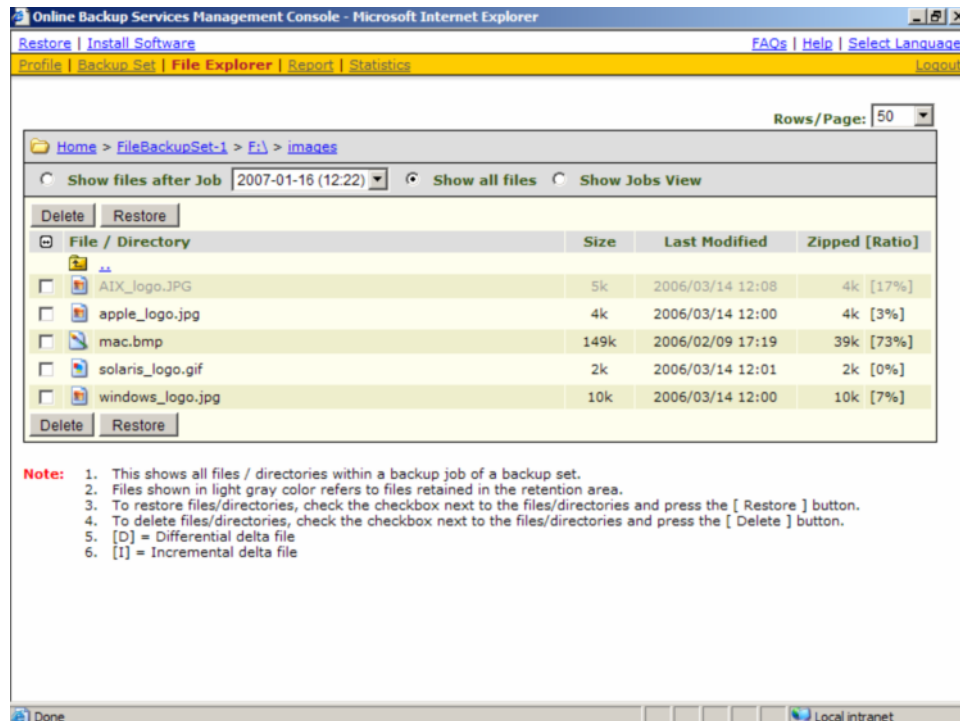 Online Backup Services Management Console - Microsoft Internet Explorer
Restore | Install Software FAQs | Help | Select Language
Profile | Backup Set | File Explorer | Report | Statistics Logout
Rows/Page: 50
Home > FileBackupSet-1 > F:\ > images
Show files after Job 2007-01-16 (12:22) Show all files Show Jobs View
Delete Restore
File / Directory Size Last Modified Zipped [Ratio]
..
AIX_logo.JPG 5k 2006/03/14 12:08 4k [17%]
apple_logo.jpg 4k 2006/03/14 12:00 4k [3%]
mac.bmp 149k 2006/02/09 17:19 39k [73%]
solaris_logo.gif 2k 2006/03/14 12:01 2k [0%]
windows_logo.jpg 10k 2006/03/14 12:00 10k [7%]
Delete Restore
Note: 1. This shows all files / directories within a backup job of a backup set.
2. Files shown in light gray color refers to files retained in the retention area.
3. To restore files/directories, check the checkbox next to the files/directories and press the [ Restore ] button.
4. To delete files/directories, check the checkbox next to the files/directories and press the [ Delete ] button.
5. [D] = Differential delta file
6. [I] = Incremental delta file
Done Local intranet